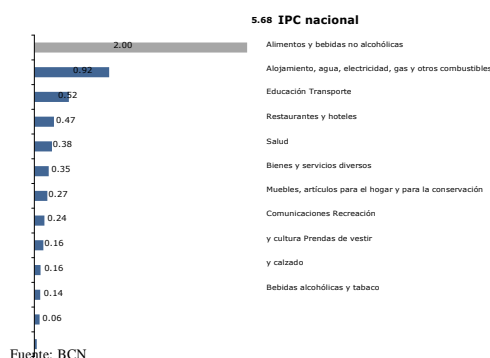 5.68 IPC nacional
2.00 Alimentos y bebidas no alcohólicas
0.92 Alojamiento, agua, electricidad, gas y otros combustibles
0.52 Educación Transporte
0.47 Restaurantes y hoteles
0.38 Salud
0.35 Bienes y servicios diversos
0.27 Muebles, artículos para el hogar y para la conservación
0.24 Comunicaciones Recreación
0.16 y cultura Prendas de vestir
0.16 y calzado
0.14 Bebidas alcohólicas y tabaco
0.06
Fuente: BCN